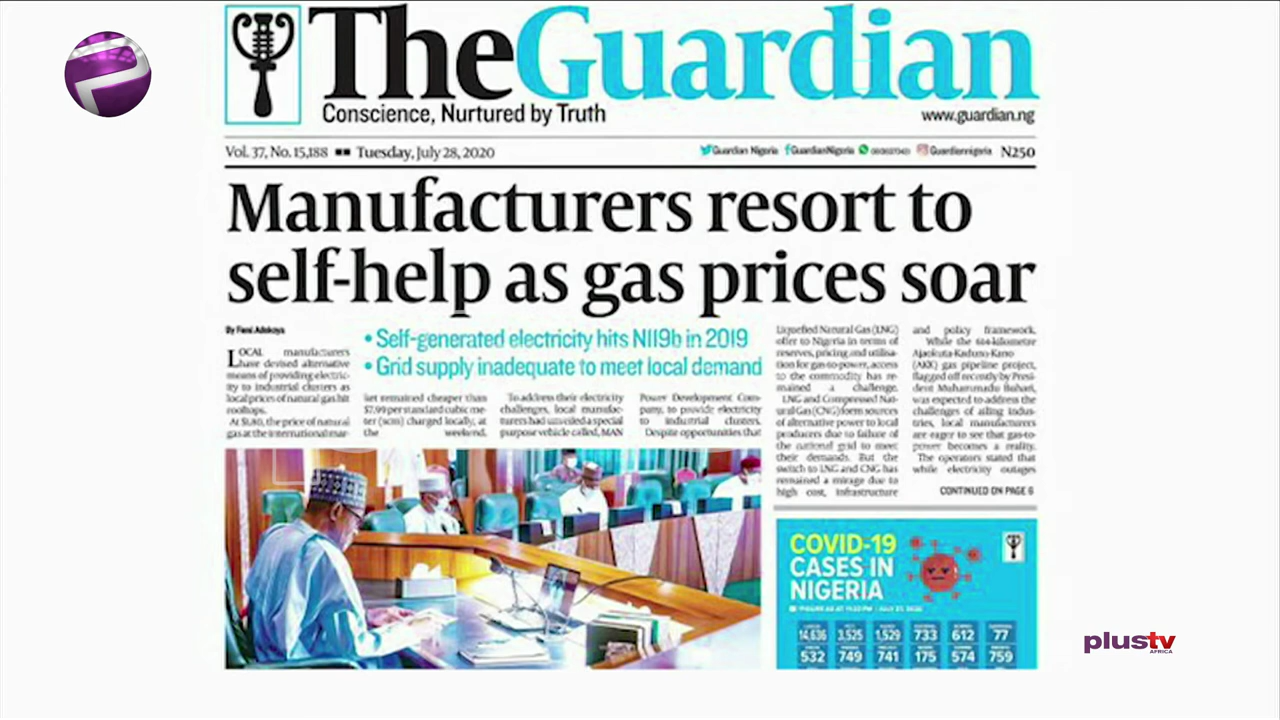 The Guardian
Conscience, Nurtured by Truth
www.guardian.ng
Vol. 37, No. 15,188 Tuesday, July 28, 2020
Guardian Nigeria GuardianNigeria Guardiannigeria N250
Manufacturers resort to
self-help as gas prices soar
By Femi Adekoya
• Self-generated electricity hits N119b in 2019
• Grid supply inadequate to meet local demand
LOCAL manufacturers
have devised alternative
means of providing electric-
ity to industrial clusters as
local prices of natural gas hit
rooftops.
At $1.80, the price of natural
gas at the international mar-
ket remained cheaper than
$7.99 per standard cubic me-
ter (scm) charged locally, at
the weekend.
To address their electricity
challenges, local manufac-
turers had unveiled a special
purpose vehicle called, MAN
Power Development Com-
pany, to provide electricity
to industrial clusters.
Despite opportunities that
Liquefied Natural Gas (LNG)
offer to Nigeria in terms of
reserves, pricing and utilisa-
tion for gas-to-power, access
to the commodity has re-
mained a challenge.
LNG and Compressed Nat-
ural Gas (CNG) form sources
of alternative power to local
producers due to failure of
the national grid to meet
their demands. But the
switch to LNG and CNG has
remained a mirage due to
high cost, infrastructure
and policy framework.
While the 614-kilometre
Ajaokuta-Kaduna-Kano
(AKK) gas pipeline project,
flagged off recently by Presi-
dent Muhammadu Buhari,
was expected to address the
challenges of ailing indus-
tries, local manufacturers
are eager to see that gas-to-
power becomes a reality.
The operators stated that
while electricity outages
CONTINUED ON PAGE 6
COVID-19
CASES IN
NIGERIA
14,636 3,525 1,529 733 612 77
532 749 741 175 574 759
plustv
AFRICA